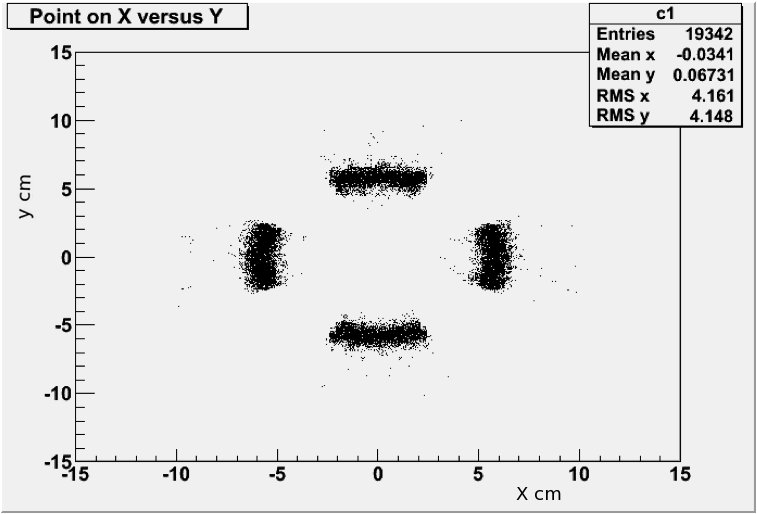 Point on X versus Y
c1
Entries 19342
Mean x -0.0341
Mean y 0.06731
RMS x 4.161
RMS y 4.148
15
10
5
0
-5
-10
-15
y cm
-15 -10 -5 0 5 10 15
X cm